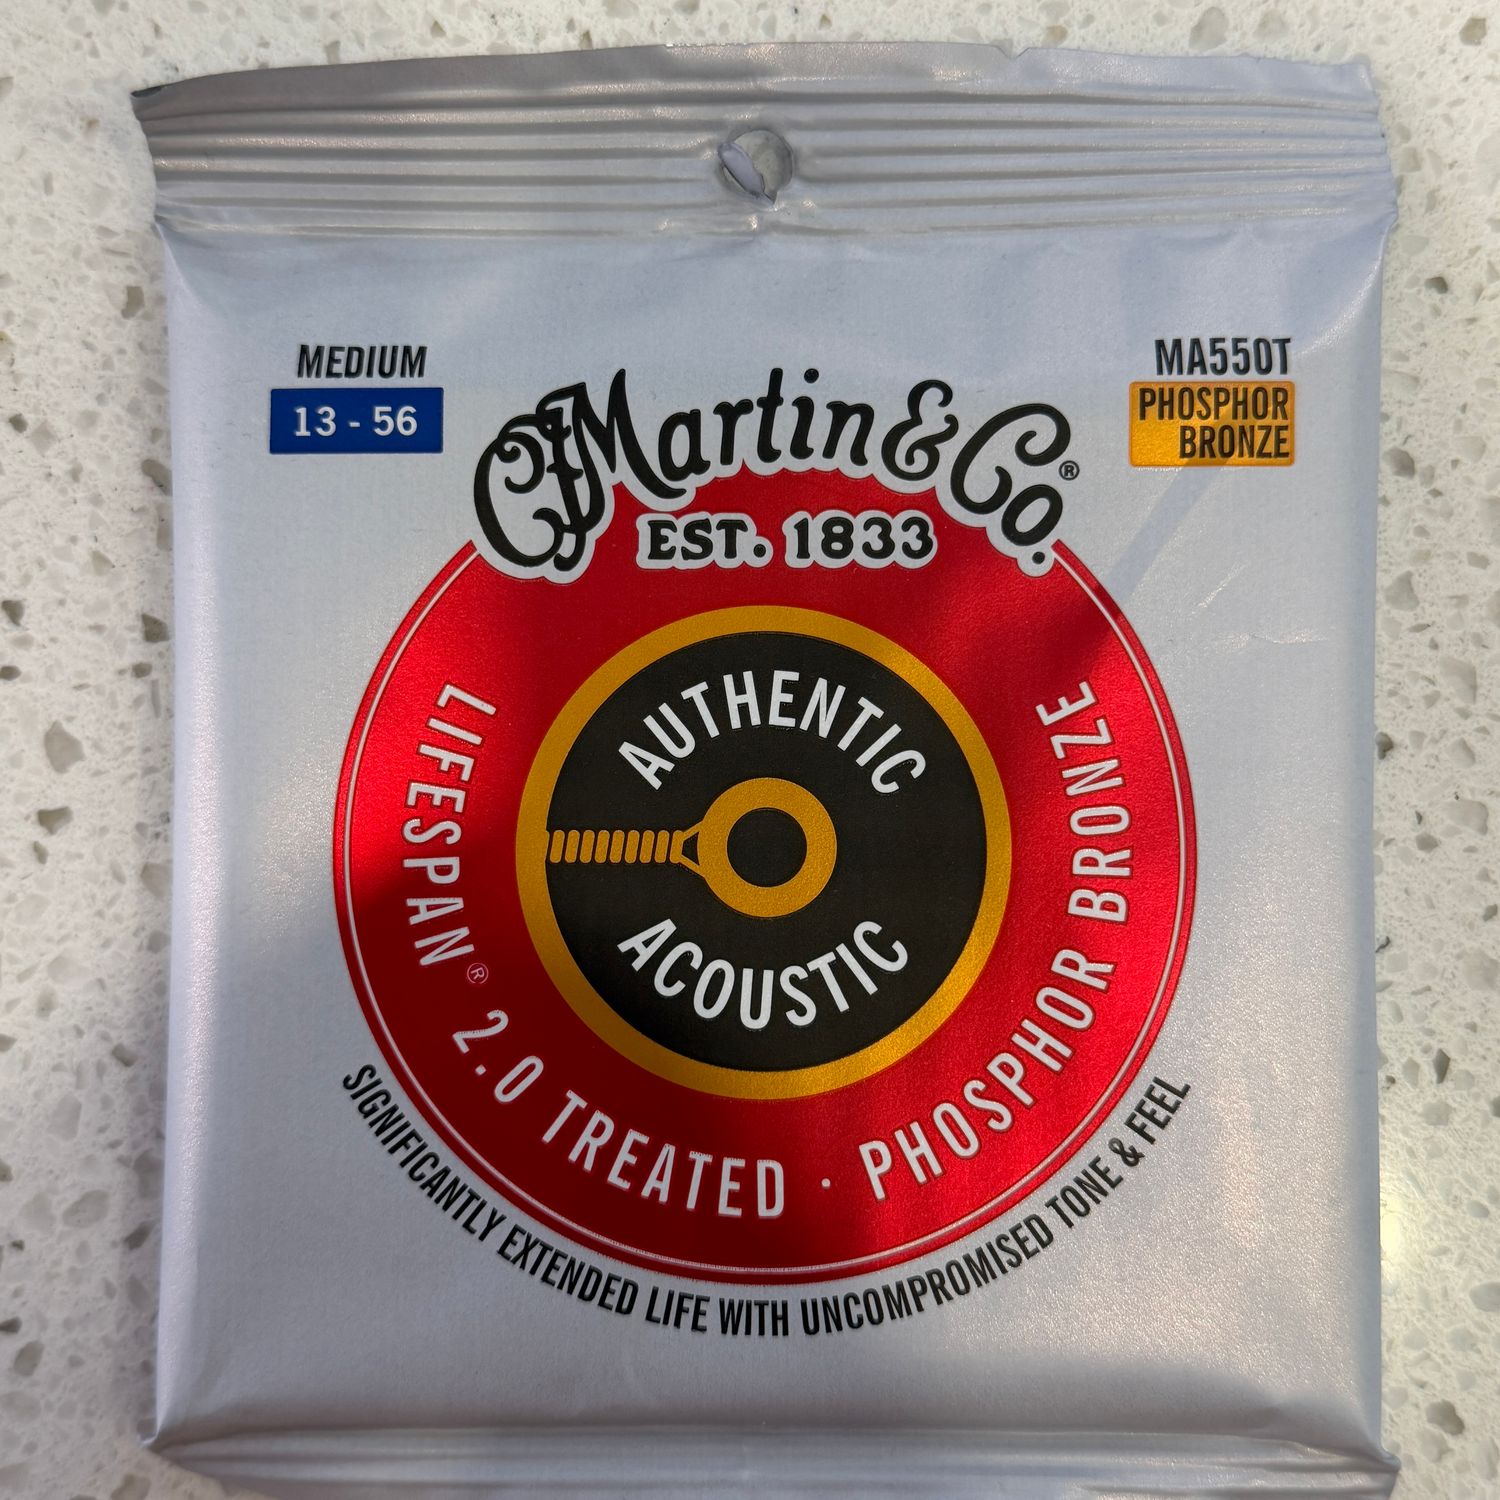 MEDIUM
13 - 56
MA550T
PHOSPHOR
BRONZE
CFMartin & Co.®
EST. 1833
AUTHENTIC
ACOUSTIC
LIFESPAN® 2.0 TREATED · PHOSPHOR BRONZE
SIGNIFICANTLY EXTENDED LIFE WITH UNCOMPROMISED TONE & FEEL